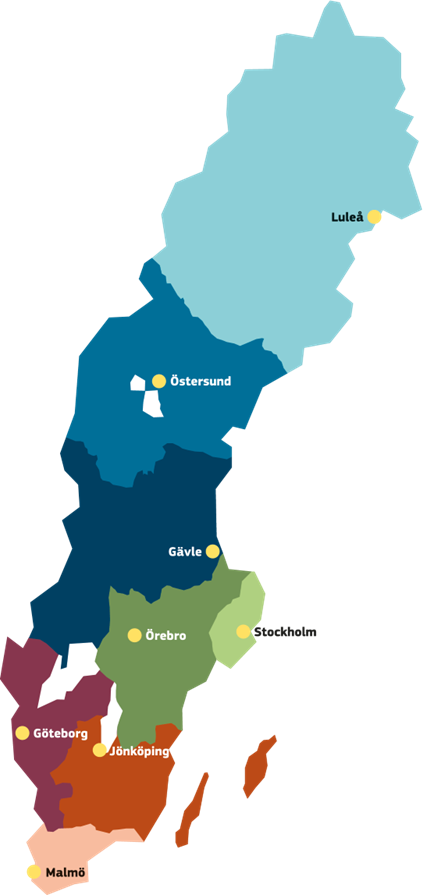 Luleå
Östersund
Gävle
Örebro
Stockholm
Göteborg
Jönköping
Malmö